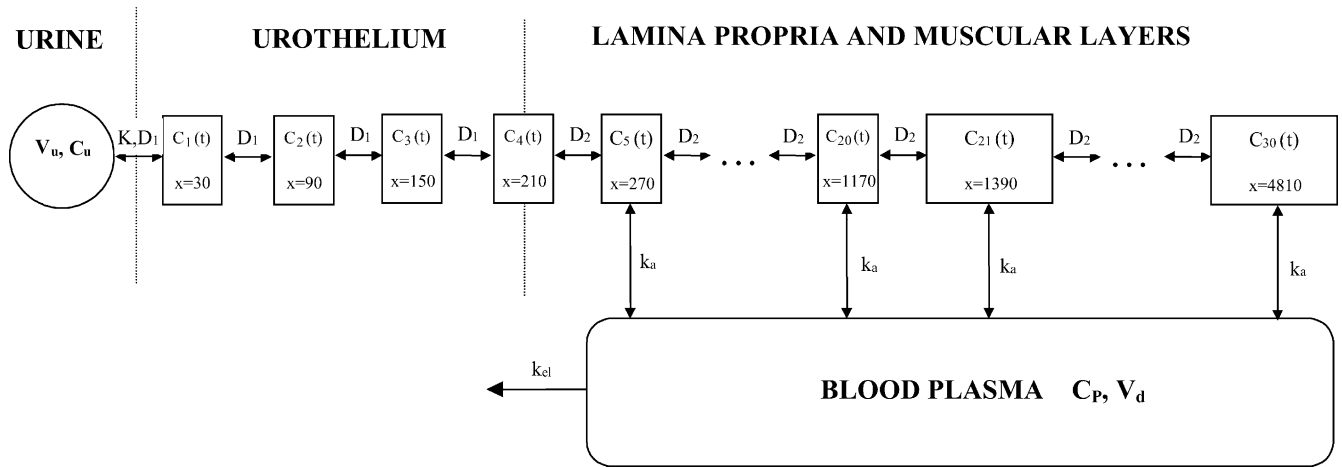 URINE
UROTHELIUM
LAMINA PROPRIA AND MUSCULAR LAYERS
Vu, Cu
K,D1
C1(t)
x=30
D1
C2(t)
x=90
D1
C3(t)
x=150
D1
C4(t)
x=210
D2
C5(t)
x=270
D2
...
D2
C20(t)
x=1170
D2
C21(t)
x=1390
D2
...
D2
C30(t)
x=4810
ka
ka
ka
ka
kel
BLOOD PLASMA CP, Vd